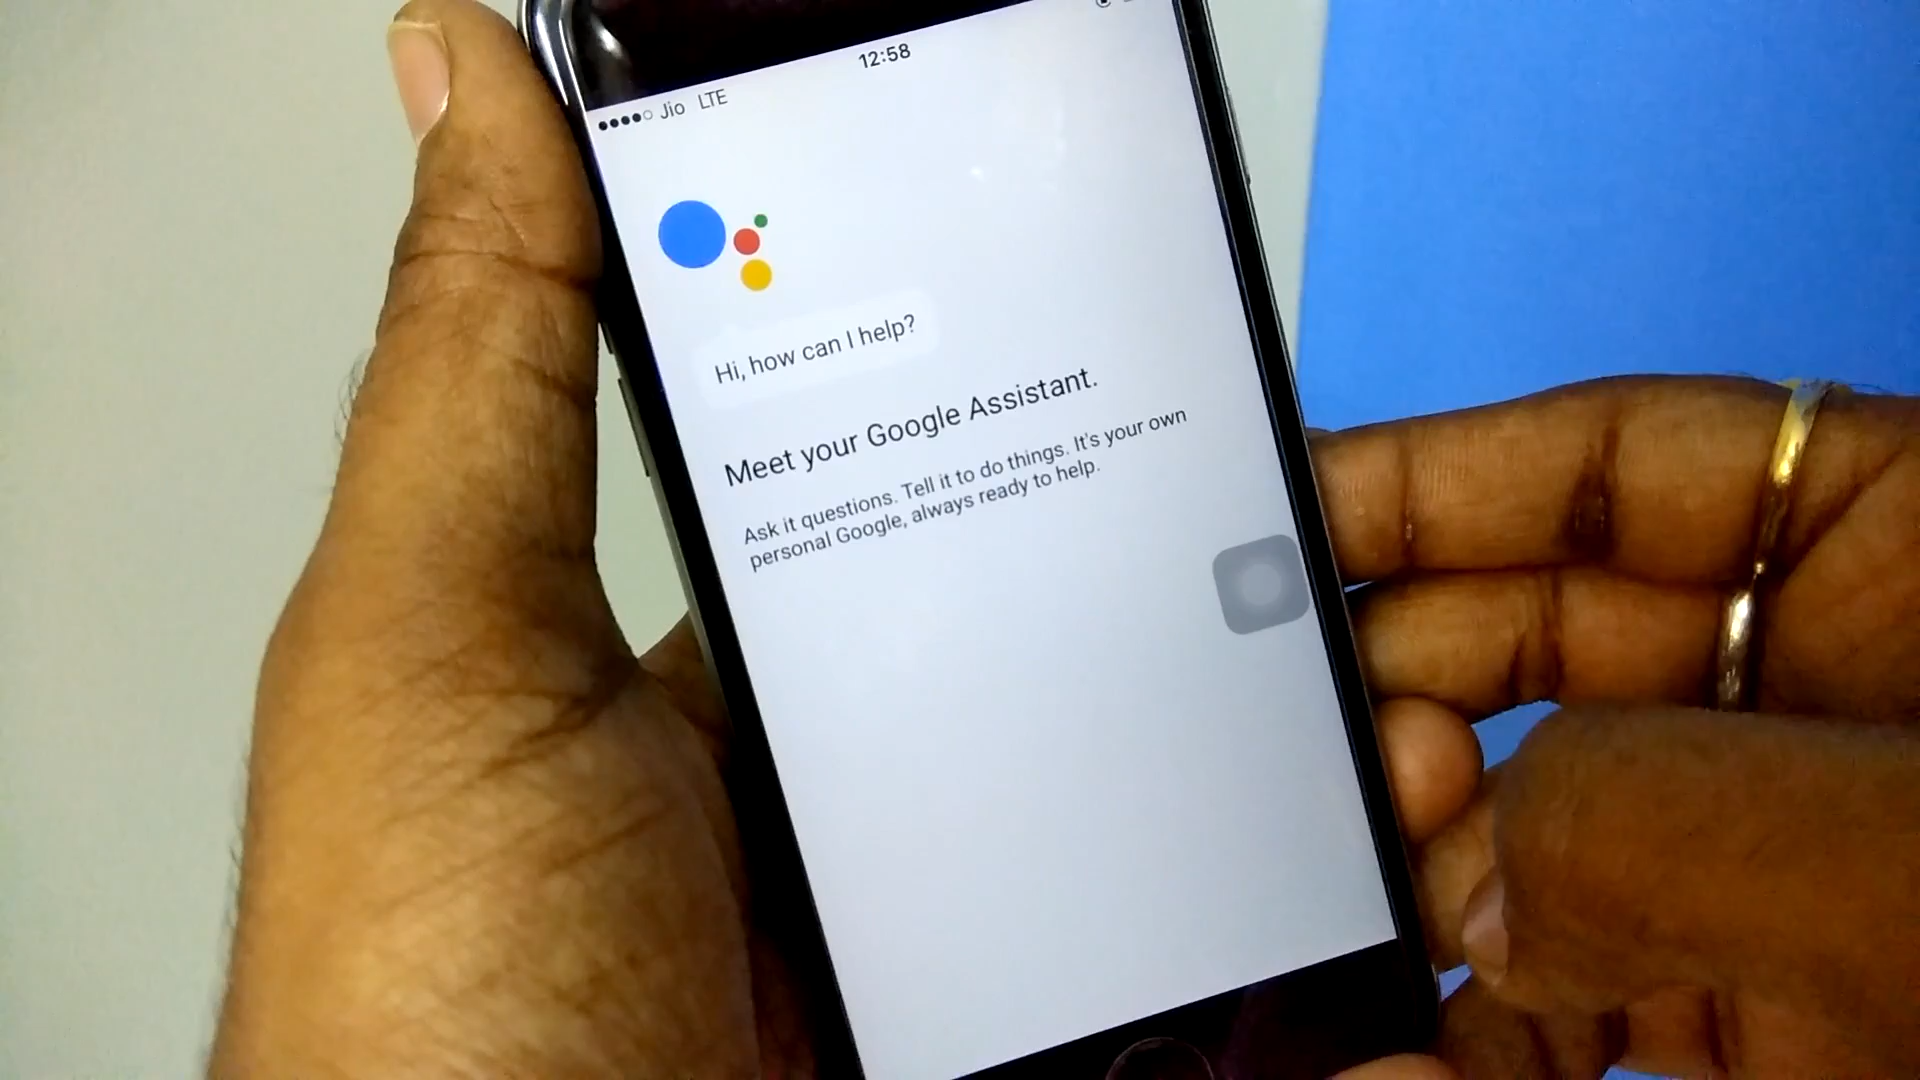 12:58
Jio LTE
Hi, how can I help?
Meet your Google Assistant.
Ask it questions. Tell it to do things. It's your own
personal Google, always ready to help.